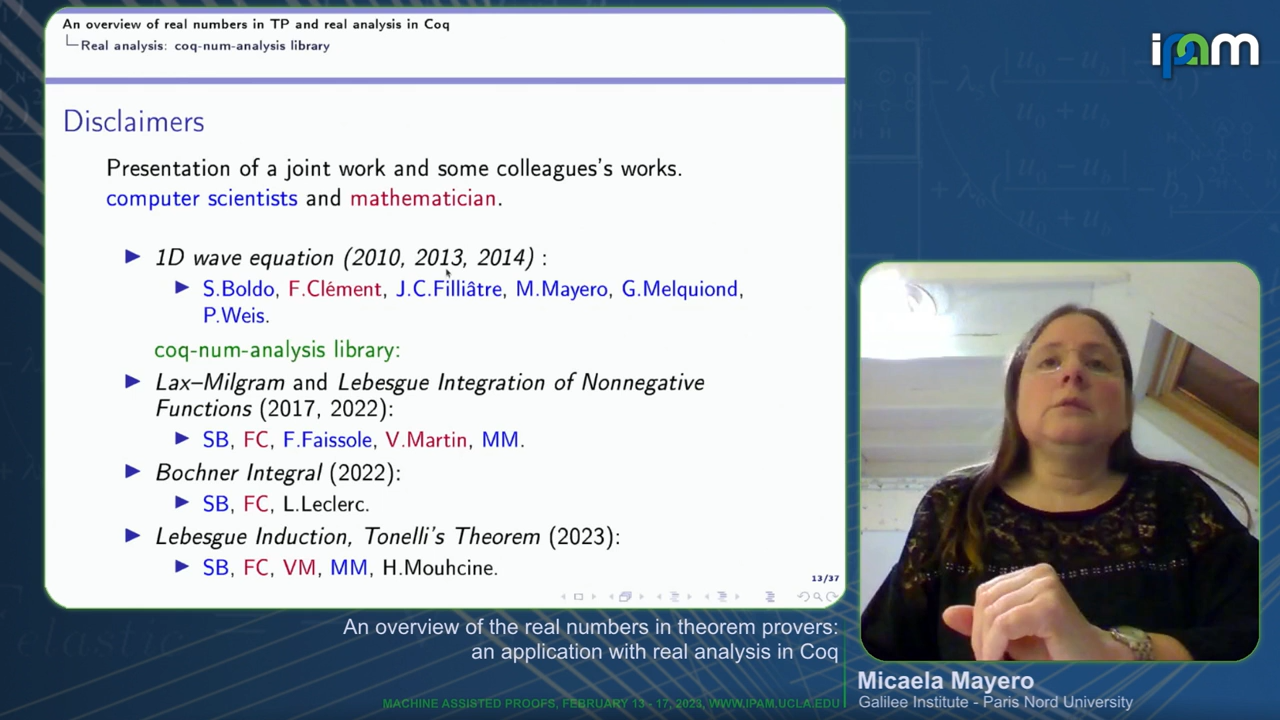 An overview of real numbers in TP and real analysis in Coq
Real analysis: coq-num-analysis library
ipam
Disclaimers
Presentation of a joint work and some colleagues's works.
computer scientists and mathematician.
1D wave equation (2010, 2013, 2014) :
S.Boldo, F.Clément, J.C.Filliâtre, M.Mayero, G.Melquiond,
P.Weis.
coq-num-analysis library:
Lax–Milgram and Lebesgue Integration of Nonnegative
Functions (2017, 2022):
SB, FC, F.Faissole, V.Martin, MM.
Bochner Integral (2022):
SB, FC, L.Leclerc.
Lebesgue Induction, Tonelli's Theorem (2023):
SB, FC, VM, MM, H.Mouhcine.
13/37
An overview of the real numbers in theorem provers:
an application with real analysis in Coq
Micaela Mayero
Galilee Institute - Paris Nord University
MACHINE ASSISTED PROOFS, FEBRUARY 13 - 17, 2023, WWW.IPAM.UCLA.EDU
elastic